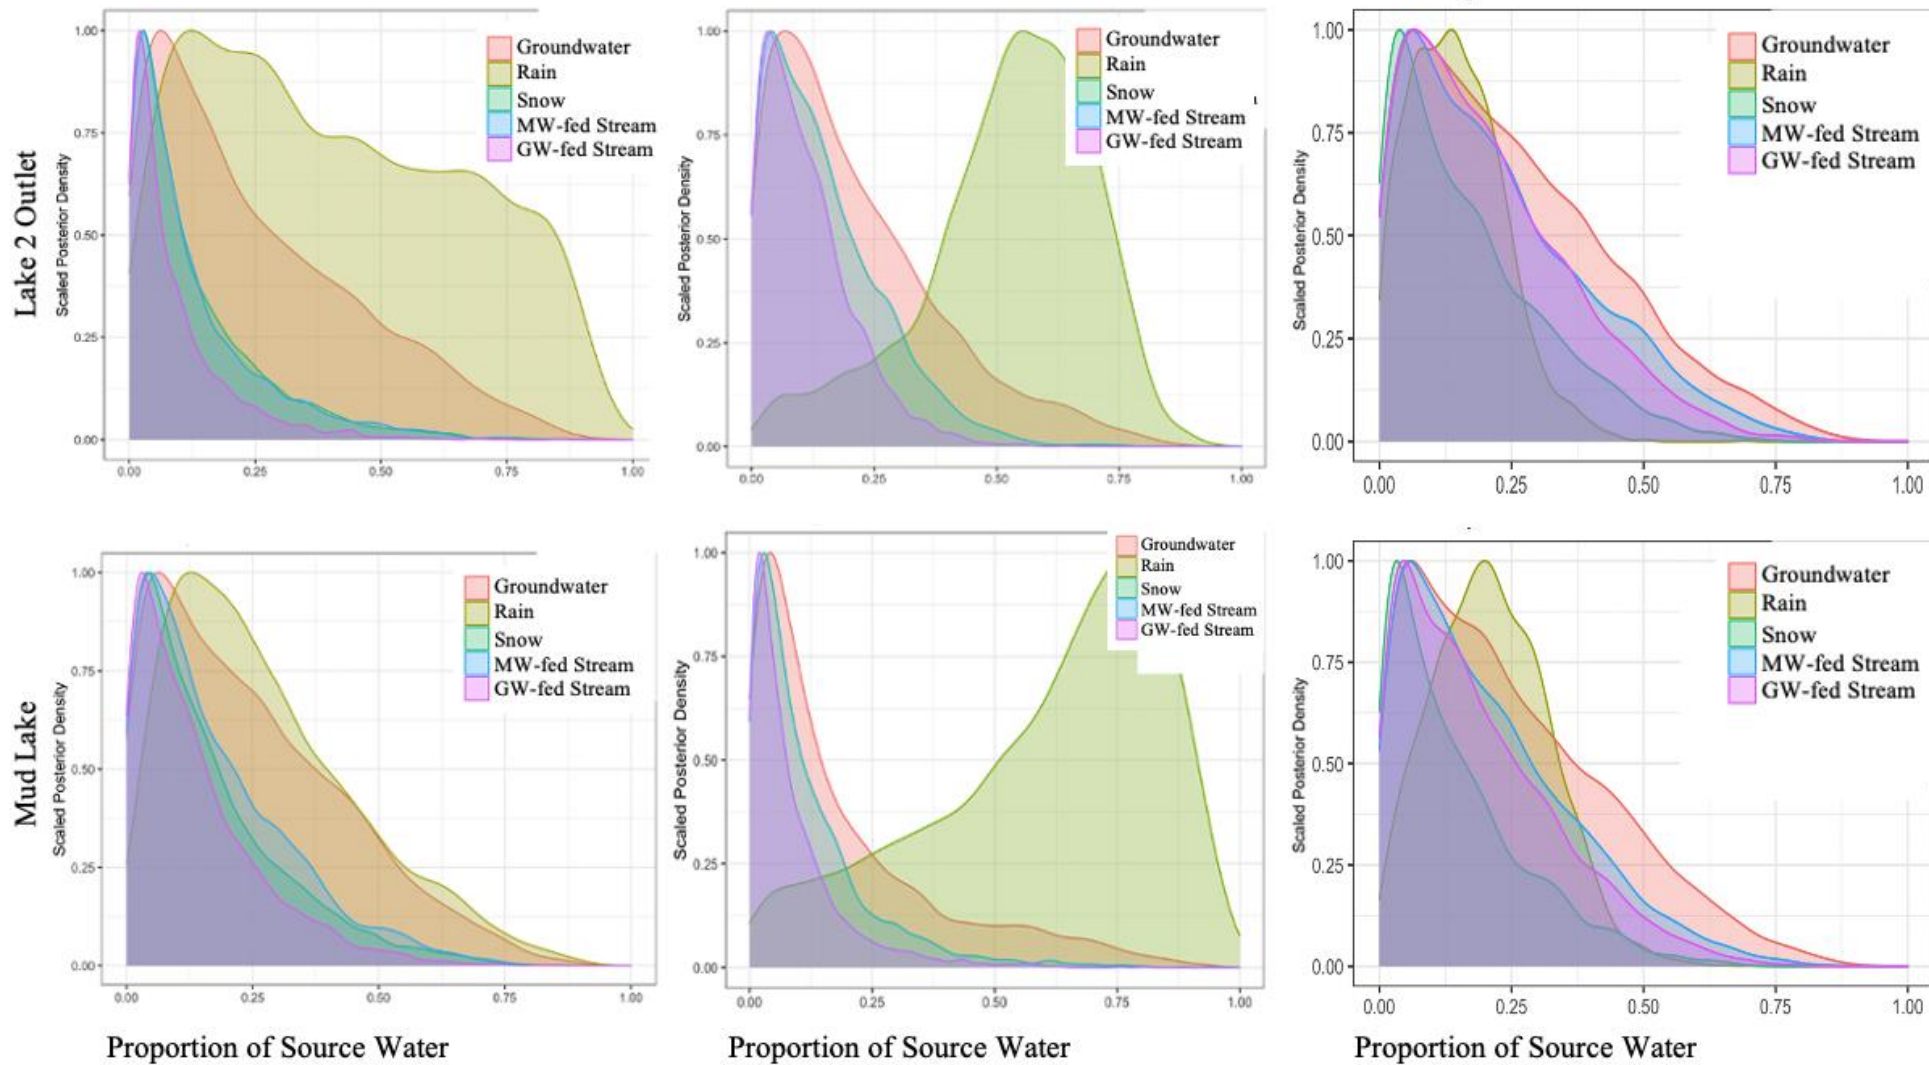 Lake 2 Outlet
Scaled Posterior Density
1.00
0.75
0.50
0.25
0.00
0.00 0.25 0.50 0.75 1.00
Groundwater
Rain
Snow
MW-fed Stream
GW-fed Stream
Scaled Posterior Density
1.00
0.75
0.50
0.25
0.00
0.00 0.25 0.50 0.75 1.00
Groundwater
Rain
Snow
MW-fed Stream
GW-fed Stream
Scaled Posterior Density
1.00
0.75
0.50
0.25
0.00
0.00 0.25 0.50 0.75 1.00
Groundwater
Rain
Snow
MW-fed Stream
GW-fed Stream
Mud Lake
Scaled Posterior Density
1.00
0.75
0.50
0.25
0.00
0.00 0.25 0.50 0.75 1.00
Groundwater
Rain
Snow
MW-fed Stream
GW-fed Stream
Proportion of Source Water
Scaled Posterior Density
1.00
0.75
0.50
0.25
0.00
0.00 0.25 0.50 0.75 1.00
Groundwater
Rain
Snow
MW-fed Stream
GW-fed Stream
Proportion of Source Water
Scaled Posterior Density
1.00
0.75
0.50
0.25
0.00
0.00 0.25 0.50 0.75 1.00
Groundwater
Rain
Snow
MW-fed Stream
GW-fed Stream
Proportion of Source Water